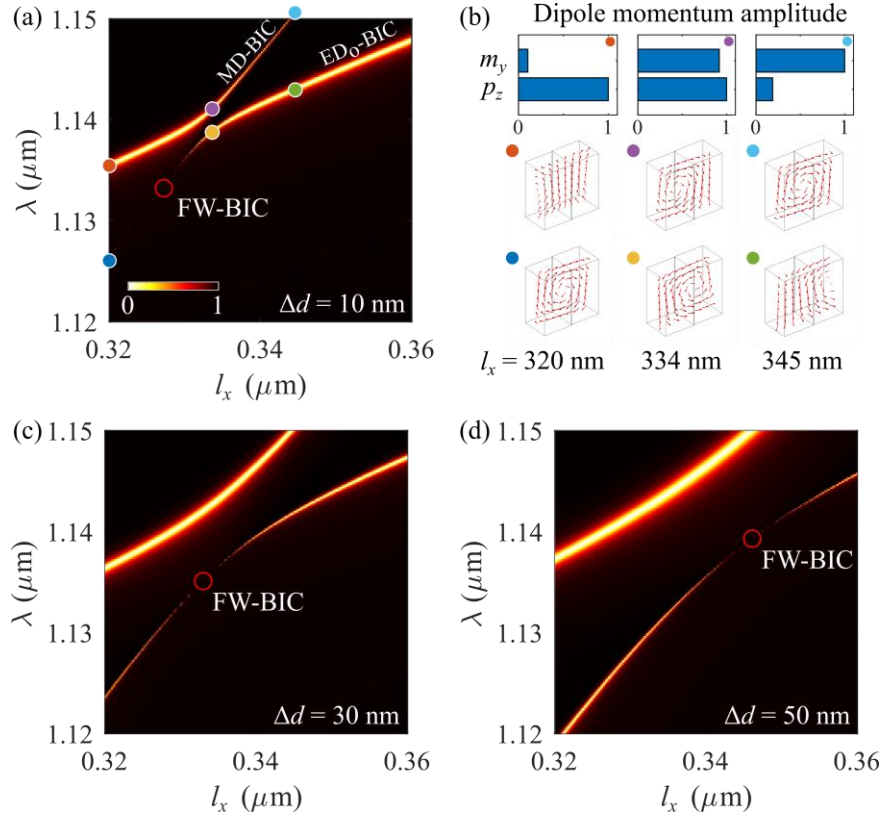 (a)
1.15
1.14
1.13
1.12
λ (μm)
MD-BIC
ED₀-BIC
FW-BIC
0 1
Δd = 10 nm
0.32 0.34 0.36
lₓ (μm)
(b) Dipole momentum amplitude
m_y
p_z
0 1 0 1 0 1
lₓ = 320 nm 334 nm 345 nm
(c)
1.15
1.14
1.13
1.12
λ (μm)
FW-BIC
Δd = 30 nm
0.32 0.34 0.36
lₓ (μm)
(d)
1.15
1.14
1.13
1.12
λ (μm)
FW-BIC
Δd = 50 nm
0.32 0.34 0.36
lₓ (μm)